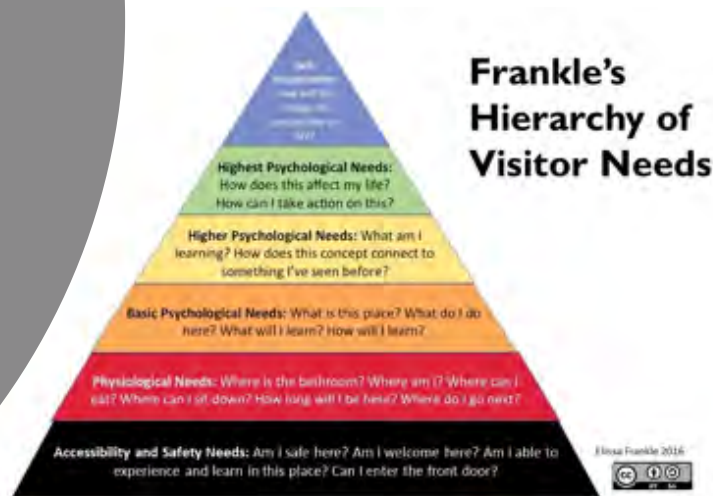 Frankle's
Hierarchy of
Visitor Needs
Self
Highest Psychological Needs:
How does this affect my life?
How can I take action on this?
Higher Psychological Needs: What am I
learning? How does this concept connect to
something I've seen before?
Basic Psychological Needs: What is this place? What do I do
here? What will I learn? How will I learn?
Physiological Needs: Where is the bathroom? Where am I? Where can I
eat? Where can I sit down? How long will I be here? Where do I go next?
Accessibility and Safety Needs: Am I safe here? Am I welcome here? Am I able to
experience and learn in this place? Can I enter the front door?
Elissa Frankle 2016
cc
BY SA